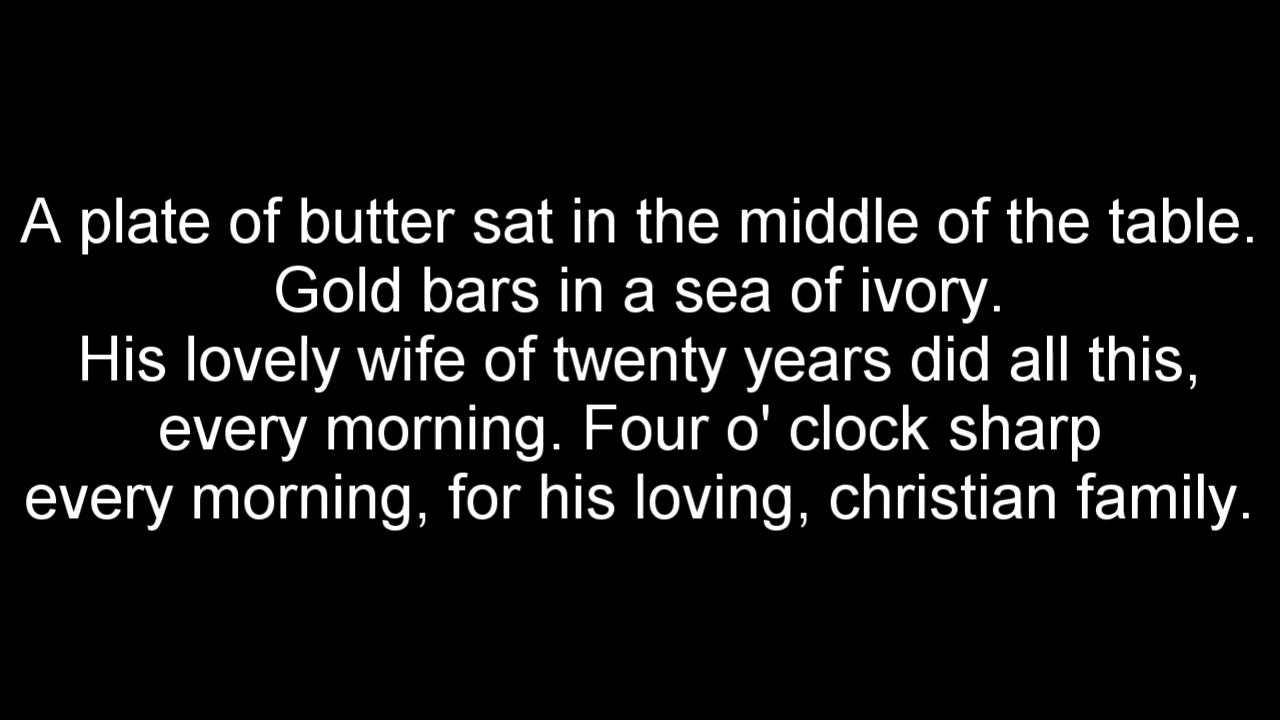 A plate of butter sat in the middle of the table.
Gold bars in a sea of ivory.
His lovely wife of twenty years did all this,
every morning. Four o' clock sharp
every morning, for his loving, christian family.